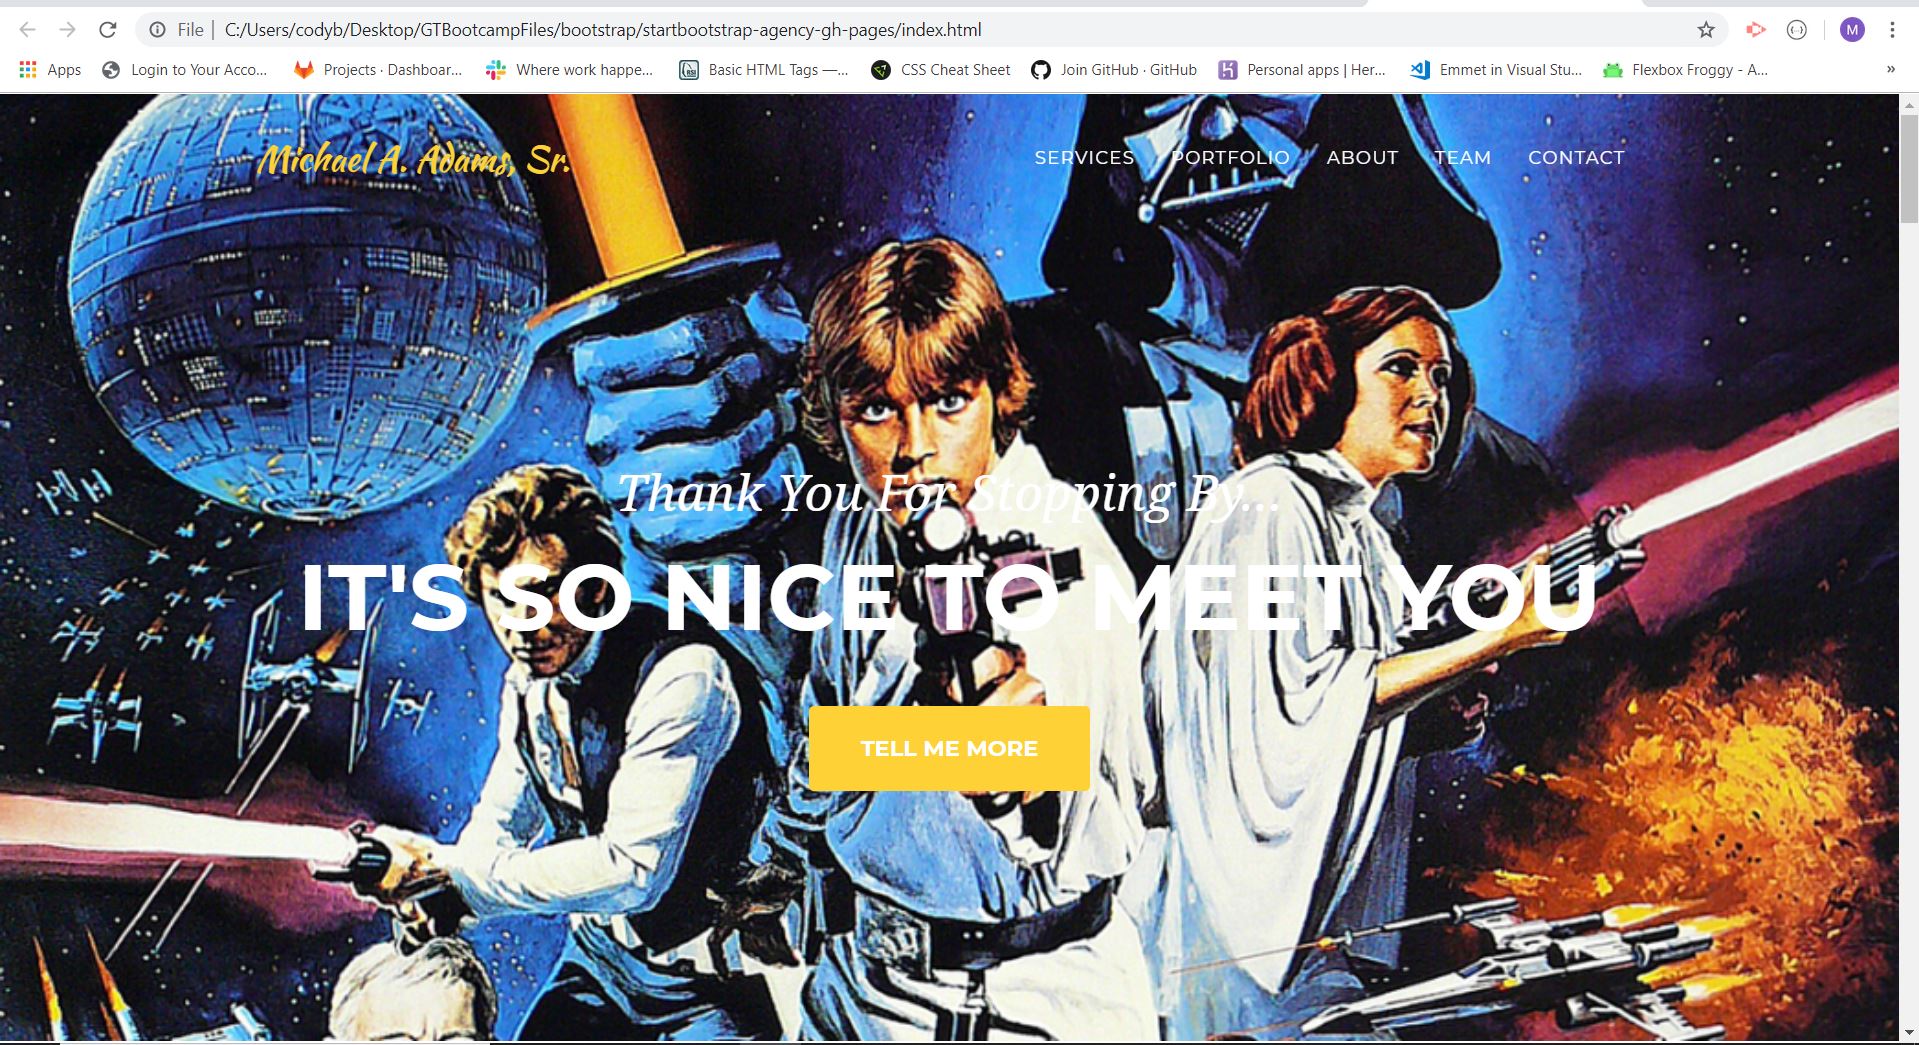 File | C:/Users/codyb/Desktop/GTBootcampFiles/bootstrap/startbootstrap-agency-gh-pages/index.html
M
Apps Login to Your Acco... Projects · Dashboar... Where work happe... Basic HTML Tags —... CSS Cheat Sheet Join GitHub · GitHub Personal apps | Her... Emmet in Visual Stu... Flexbox Froggy - A... »
Michael A. Adams, Sr. SERVICES PORTFOLIO ABOUT TEAM CONTACT
Thank You For Stopping By...
IT'S SO NICE TO MEET YOU
TELL ME MORE